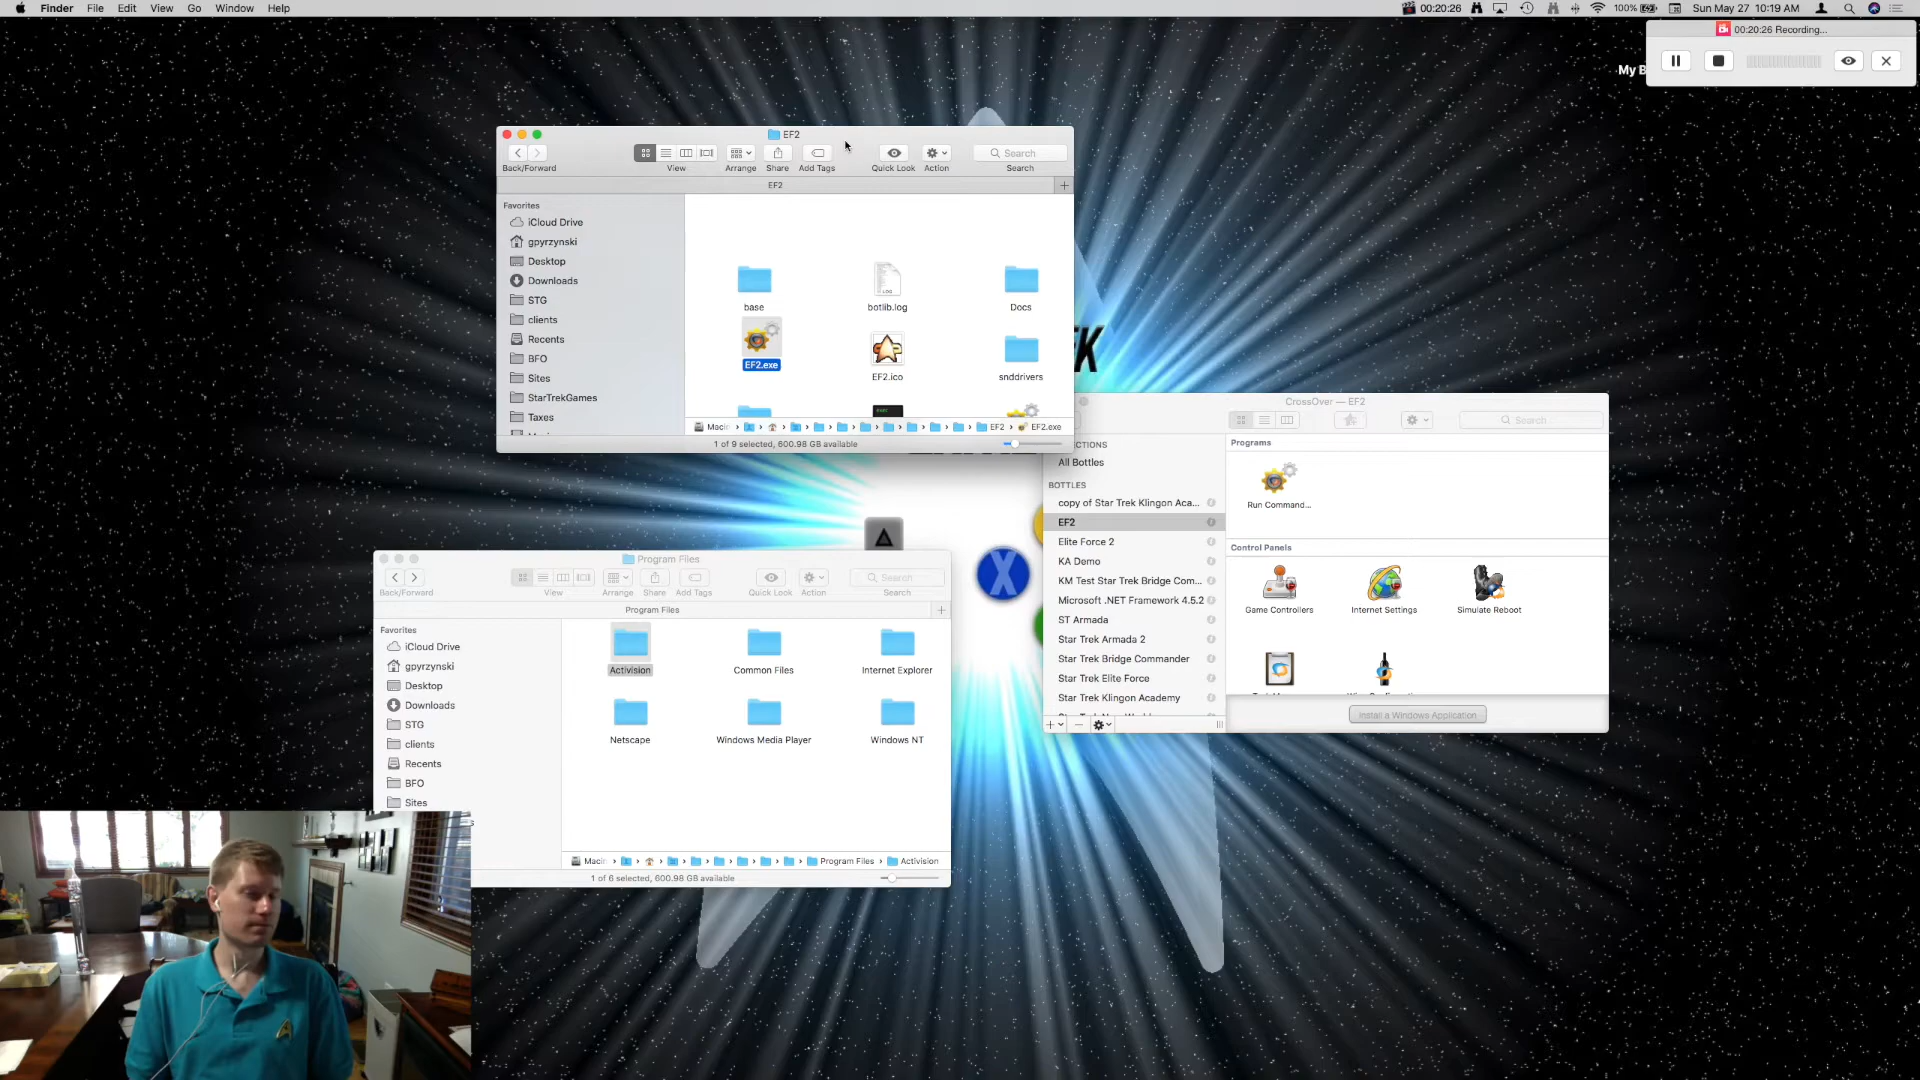 Finder File Edit View Go Window Help
00:20:26 100% Sun May 27 10:19 AM
00:20:26 Recording...
My B
EF2
Search
Back/Forward View Arrange Share Add Tags Quick Look Action Search
EF2
Favorites
iCloud Drive
gpyrzynski
Desktop
Downloads
STG
clients
Recents
BFO
Sites
StarTrekGames
Taxes
base
botlib.log
LOG
Docs
EF2.exe
EF2.ico
snddrivers
exec
Macin EF2 EF2.exe
1 of 9 selected, 600.98 GB available
EK
CrossOver — EF2
Search
CTIONS
All Bottles
BOTTLES
copy of Star Trek Klingon Aca...
EF2
Elite Force 2
KA Demo
KM Test Star Trek Bridge Com...
Microsoft .NET Framework 4.5.2
ST Armada
Star Trek Armada 2
Star Trek Bridge Commander
Star Trek Elite Force
Star Trek Klingon Academy
Programs
Run Command...
Control Panels
Game Controllers
Internet Settings
Simulate Reboot
Install a Windows Application
X
Program Files
Search
Back/Forward View Arrange Share Add Tags Quick Look Action Search
Program Files
Favorites
iCloud Drive
gpyrzynski
Desktop
Downloads
STG
clients
Recents
BFO
Sites
Activision
Common Files
Internet Explorer
Netscape
Windows Media Player
Windows NT
Macin Program Files Activision
1 of 6 selected, 600.98 GB available